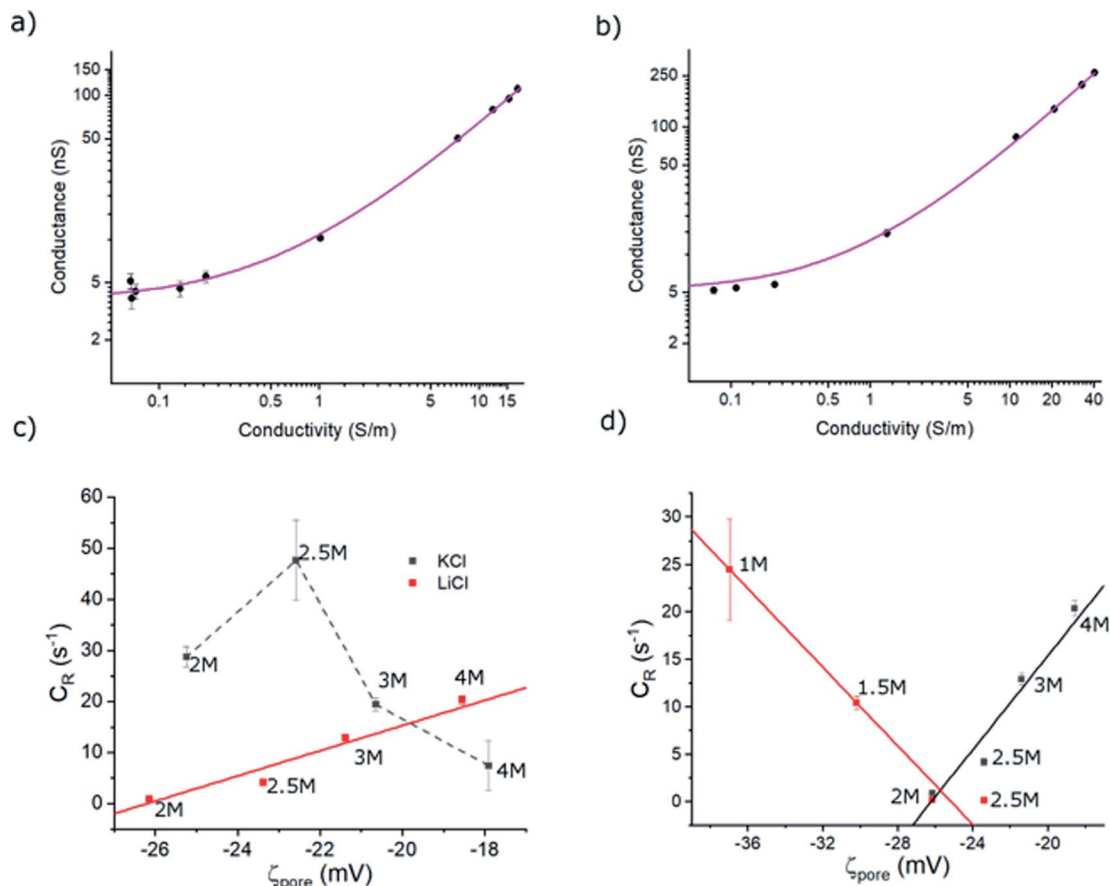 a)
150
100
50
5
2
Conductance (nS)
0.1
0.5
1
5
10
15
Conductivity (S/m)
b)
250
100
50
5
2
Conductance (nS)
0.1
0.5
1
5
10
20
40
Conductivity (S/m)
c)
60
50
40
30
20
10
0
C_R (s⁻¹)
2.5M
KCl
LiCl
2M
3M
4M
4M
3M
2.5M
2M
-26
-24
-22
-20
-18
ζ_pore (mV)
d)
30
25
20
15
10
5
0
C_R (s⁻¹)
1M
4M
1.5M
3M
2.5M
2M
2.5M
-36
-32
-28
-24
-20
ζ_pore (mV)